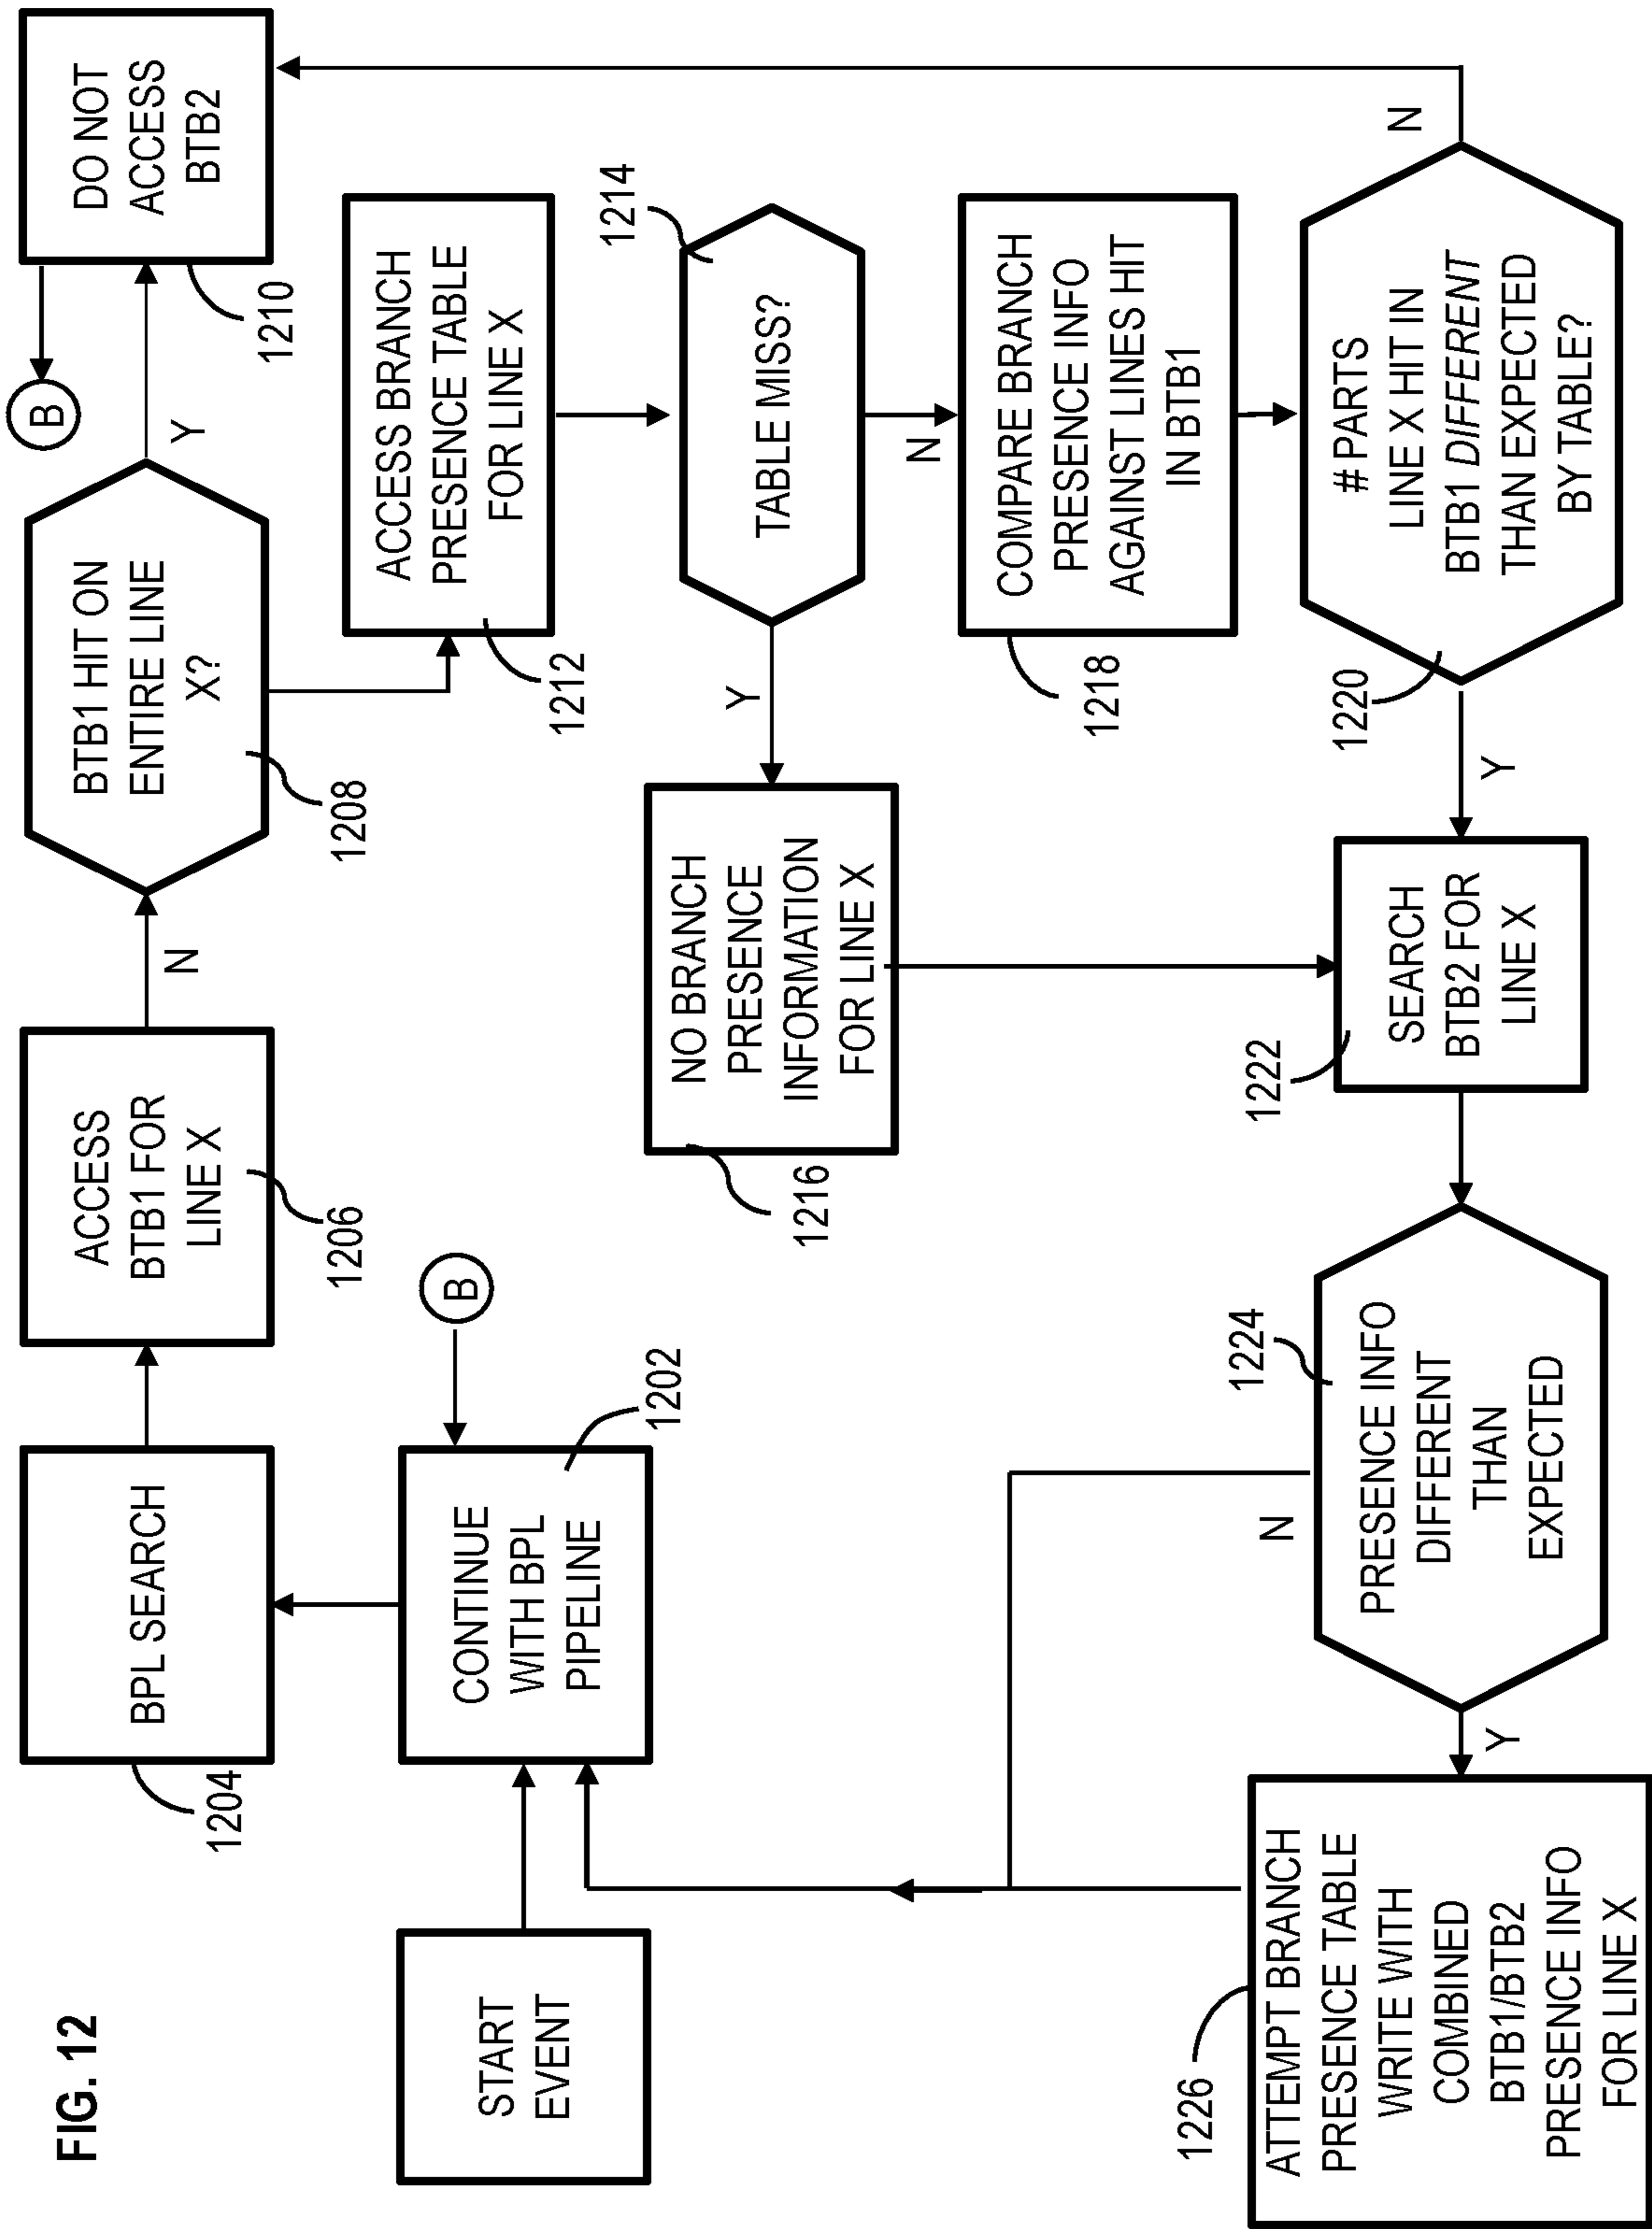 FIG. 12
START
EVENT
CONTINUE
WITH BPL
PIPELINE
1202
B
BPL SEARCH
1204
ACCESS
BTB1 FOR
LINE X
1206
N
BTB1 HIT ON
ENTIRE LINE
X?
1208
Y
DO NOT
ACCESS
BTB2
1210
B
ACCESS BRANCH
PRESENCE TABLE
FOR LINE X
1212
TABLE MISS?
1214
Y
N
NO BRANCH
PRESENCE
INFORMATION
FOR LINE X
1216
COMPARE BRANCH
PRESENCE INFO
AGAINST LINES HIT
IN BTB1
1218
# PARTS
LINE X HIT IN
BTB1 DIFFERENT
THAN EXPECTED
BY TABLE?
1220
N
Y
SEARCH
BTB2 FOR
LINE X
1222
PRESENCE INFO
DIFFERENT
THAN
EXPECTED
1224
N
Y
ATTEMPT BRANCH
PRESENCE TABLE
WRITE WITH
COMBINED
BTB1/BTB2
PRESENCE INFO
FOR LINE X
1226